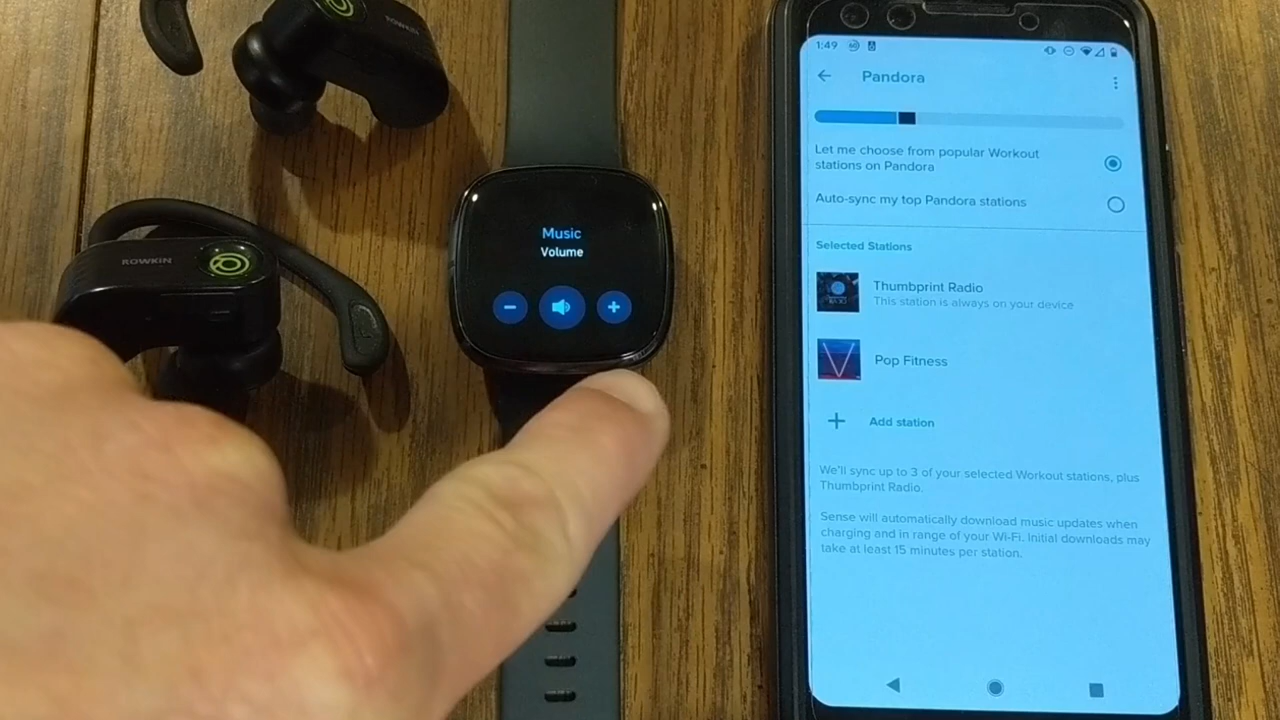 ROWKIN
ROWKIN
Music
Volume
1:49
Pandora
Let me choose from popular Workout
stations on Pandora
Auto-sync my top Pandora stations
Selected Stations
Thumbprint Radio
This station is always on your device
Pop Fitness
Add station
We'll sync up to 3 of your selected Workout stations, plus
Thumbprint Radio.
Sense will automatically download music updates when
charging and in range of your Wi-Fi. Initial downloads may
take at least 15 minutes per station.